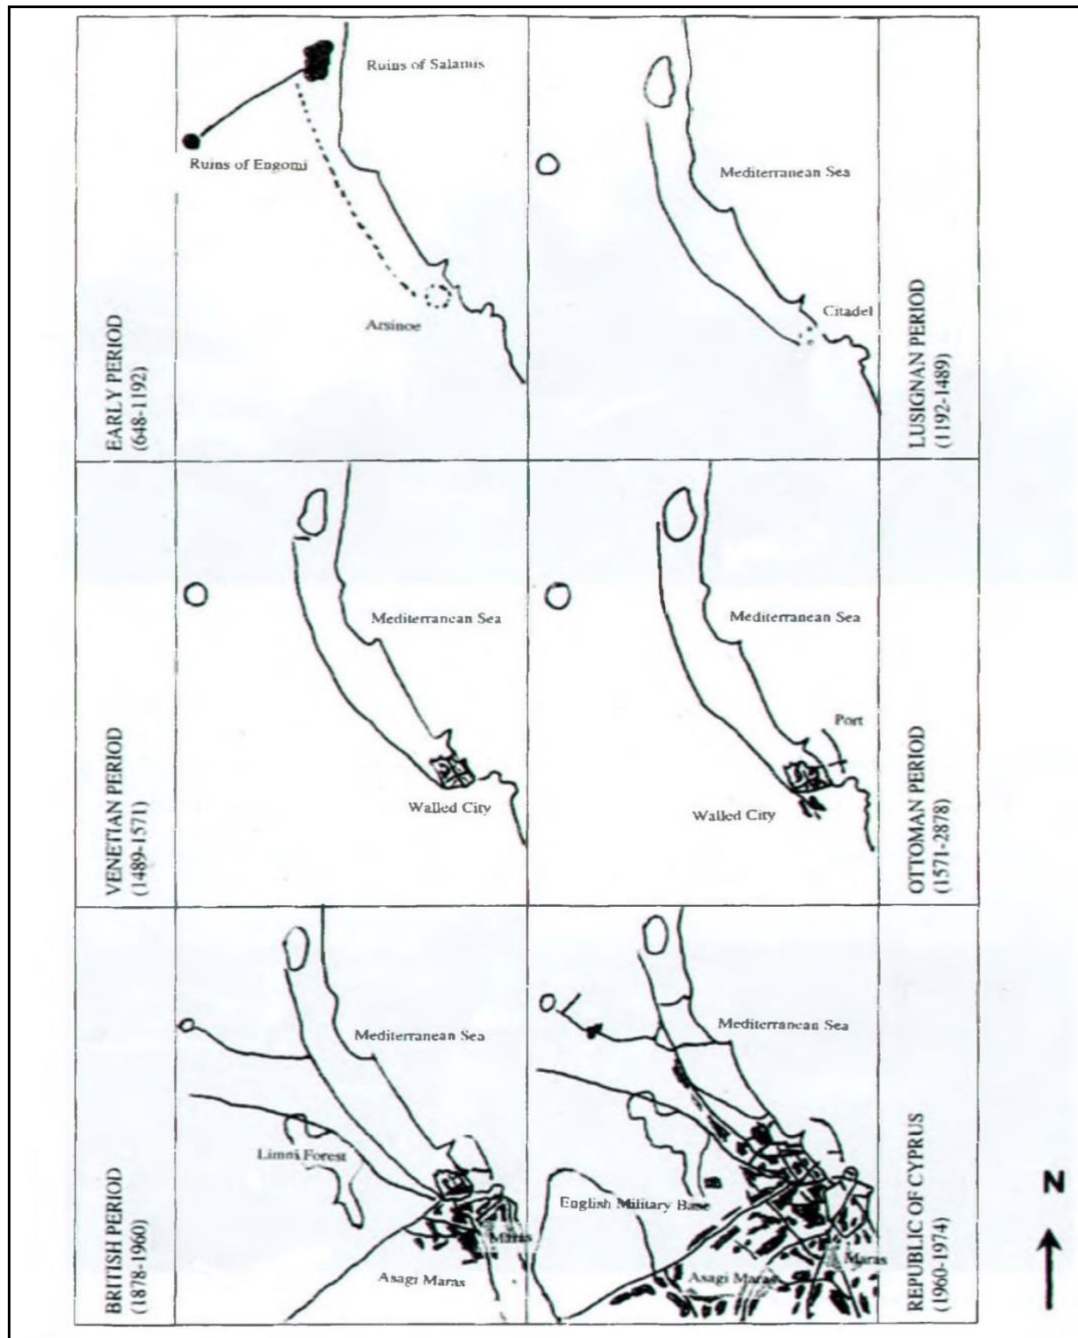 EARLY PERIOD
(648-1192)
Ruins of Salamis
Ruins of Engomi
Arsinoe
Mediterranean Sea
Citadel
LUSIGNAN PERIOD
(1192-1489)
VENETIAN PERIOD
(1489-1571)
Mediterranean Sea
Walled City
Mediterranean Sea
Port
Walled City
OTTOMAN PERIOD
(1571-2878)
BRITISH PERIOD
(1878-1960)
Mediterranean Sea
Limni Forest
Maras
Asagi Maras
Mediterranean Sea
English Military Base
Maras
Asagi Maras
REPUBLIC OF CYPRUS
(1960-1974)
N